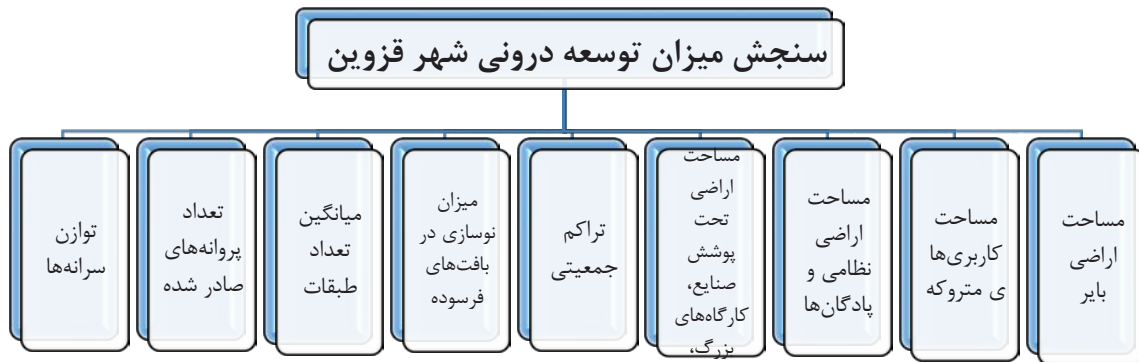 سنجش میزان توسعه درونی شهر قزوین
مساحت
اراضی
بایر
مساحت
کاربری‌ها
ی متروکه
مساحت
اراضی
نظامی و
پادگان‌ها
مساحت
اراضی
تحت
پوشش
صنایع،
کارگاه‌های
بزرگ،
تراکم
جمعیتی
میزان
نوسازی در
بافت‌های
فرسوده
میانگین
تعداد
طبقات
تعداد
پروانه‌های
صادر شده
توازن
سرانه‌ها